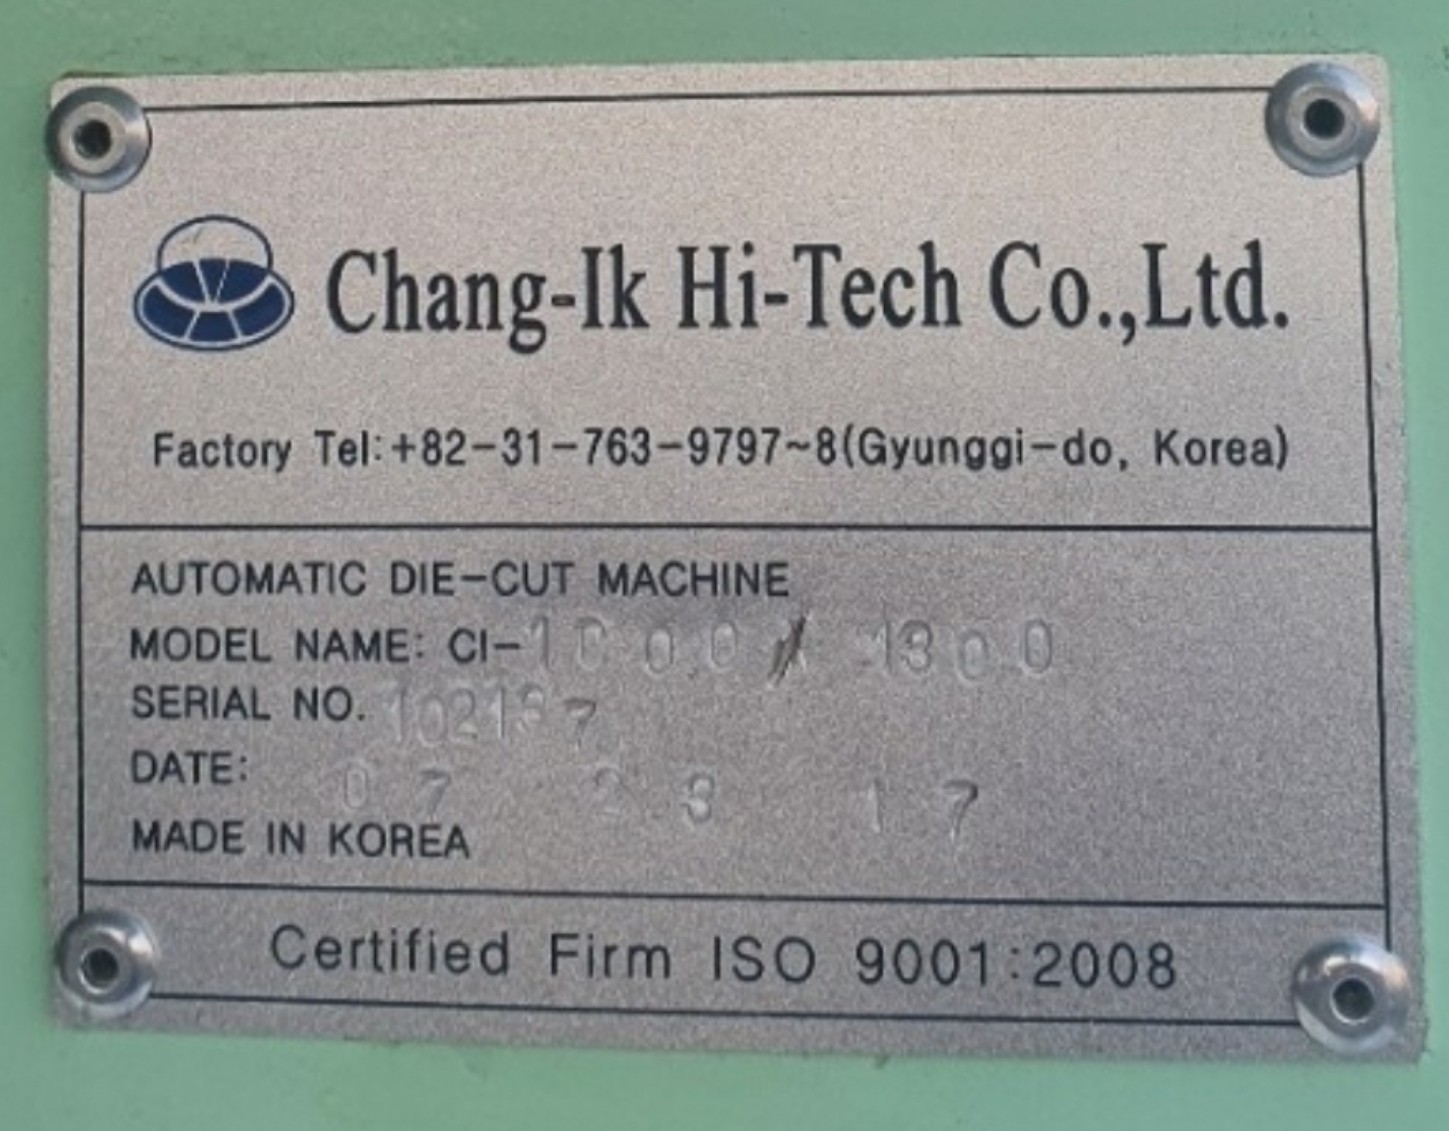 Chang-Ik Hi-Tech Co.,Ltd.
Factory Tel:+82-31-763-9797~8(Gyunggi-do, Korea)
AUTOMATIC DIE-CUT MACHINE
MODEL NAME: CI-1000 1300
SERIAL NO.
DATE: 07 23 17
MADE IN KOREA
Certified Firm ISO 9001:2008